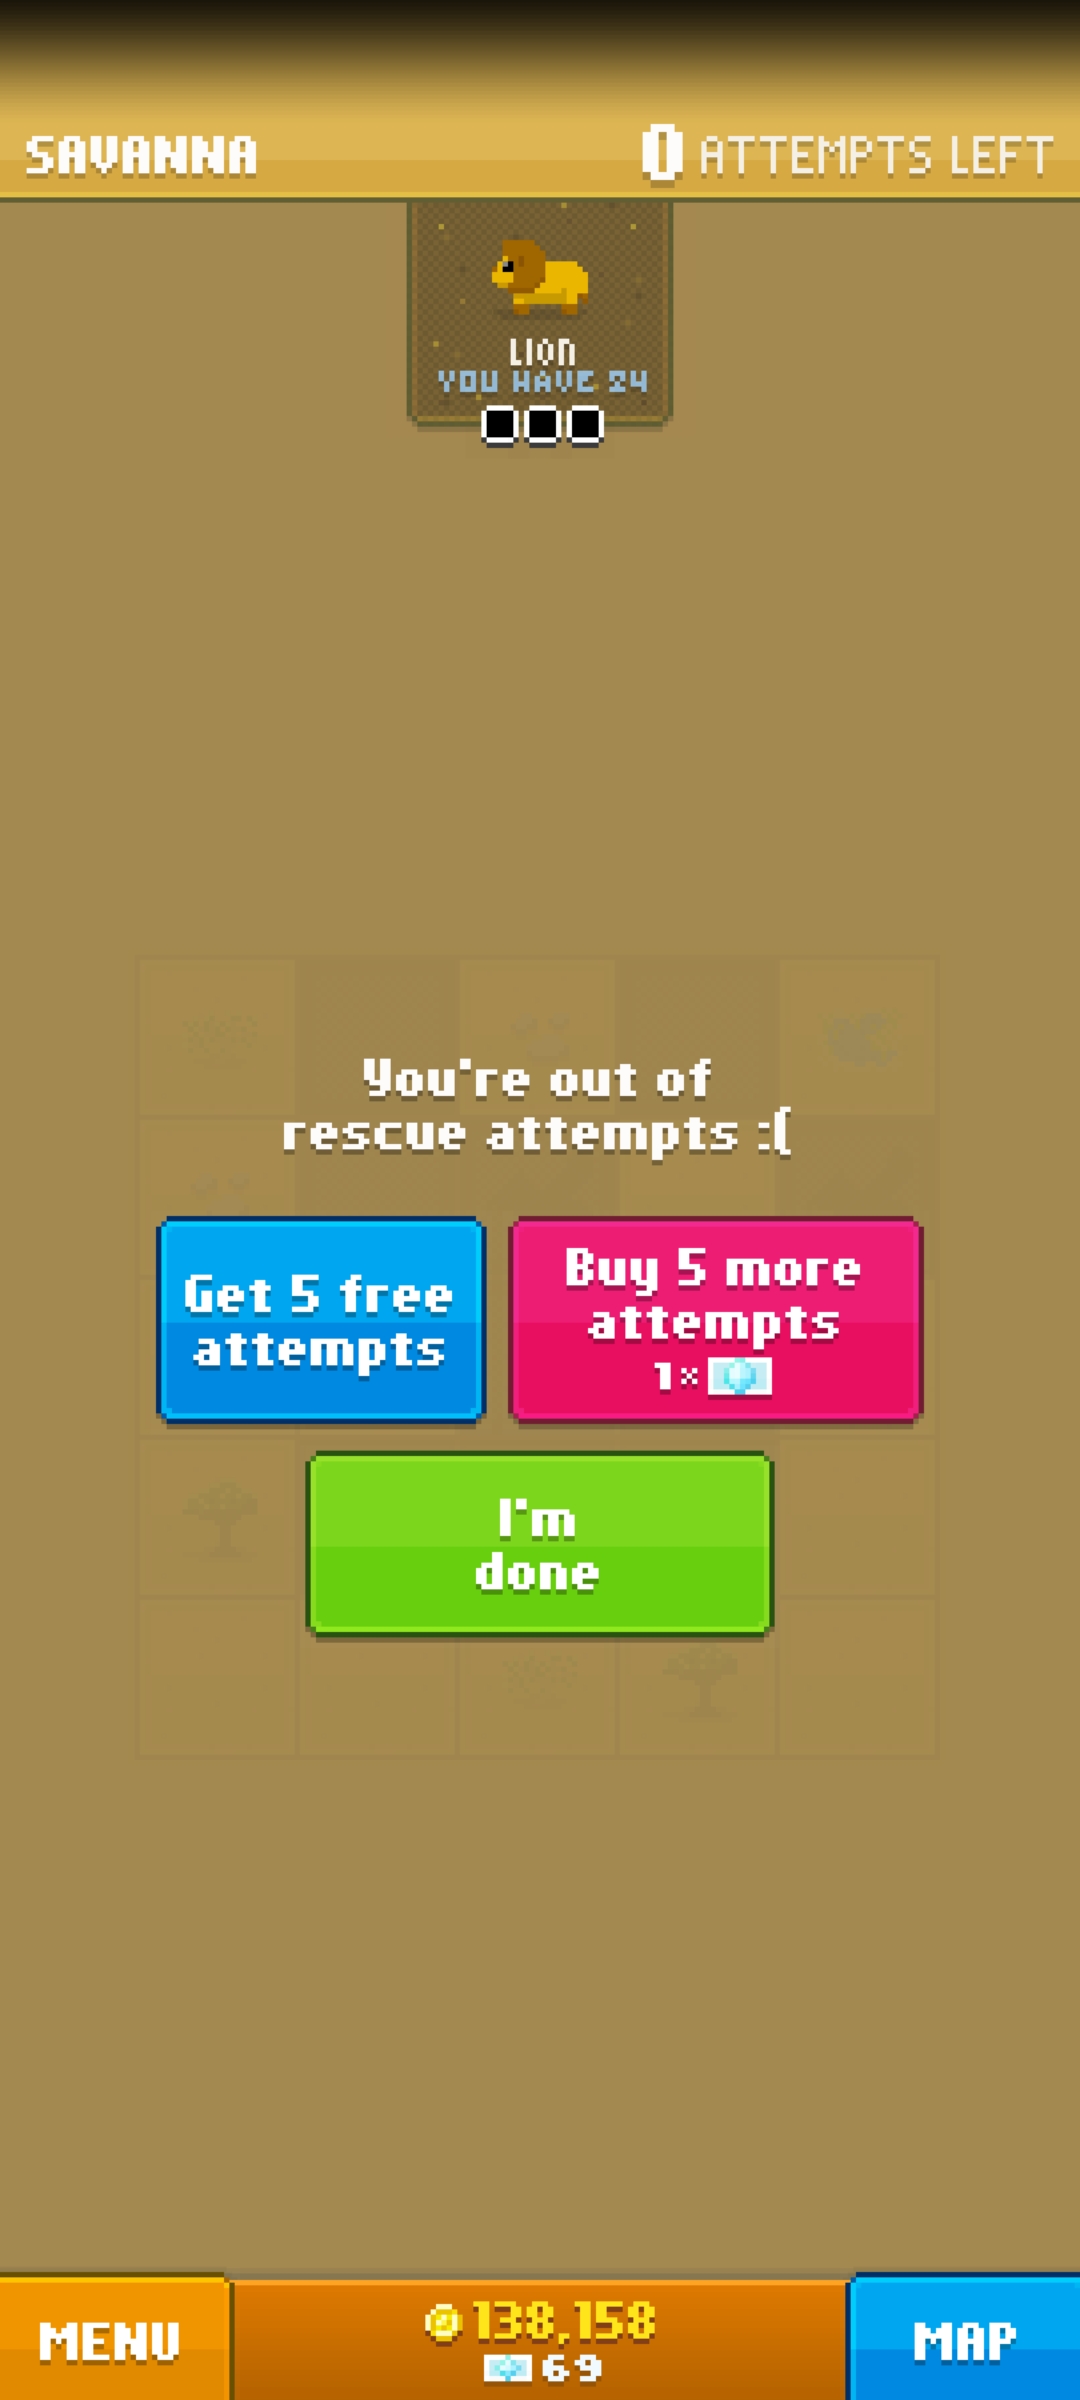 SAVANNA
0 ATTEMPTS LEFT
LION
YOU HAVE 24
You're out of
rescue attempts :(
Get 5 free
attempts
Buy 5 more
attempts
1×
I'm
done
MENU
138,158
69
MAP